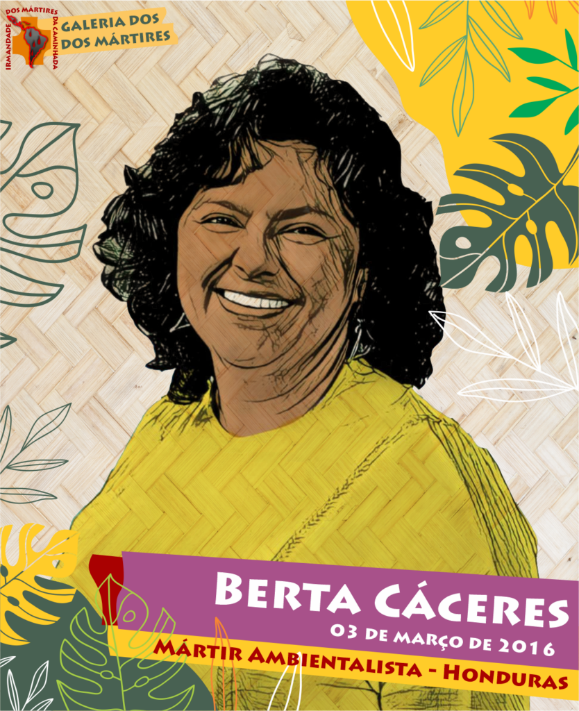 IRMANDADE DOS MÁRTIRES DA CAMINHADA
GALERIA DOS
DOS MÁRTIRES
BERTA CÁCERES
03 DE MARÇO DE 2016
MÁRTIR AMBIENTALISTA - HONDURAS